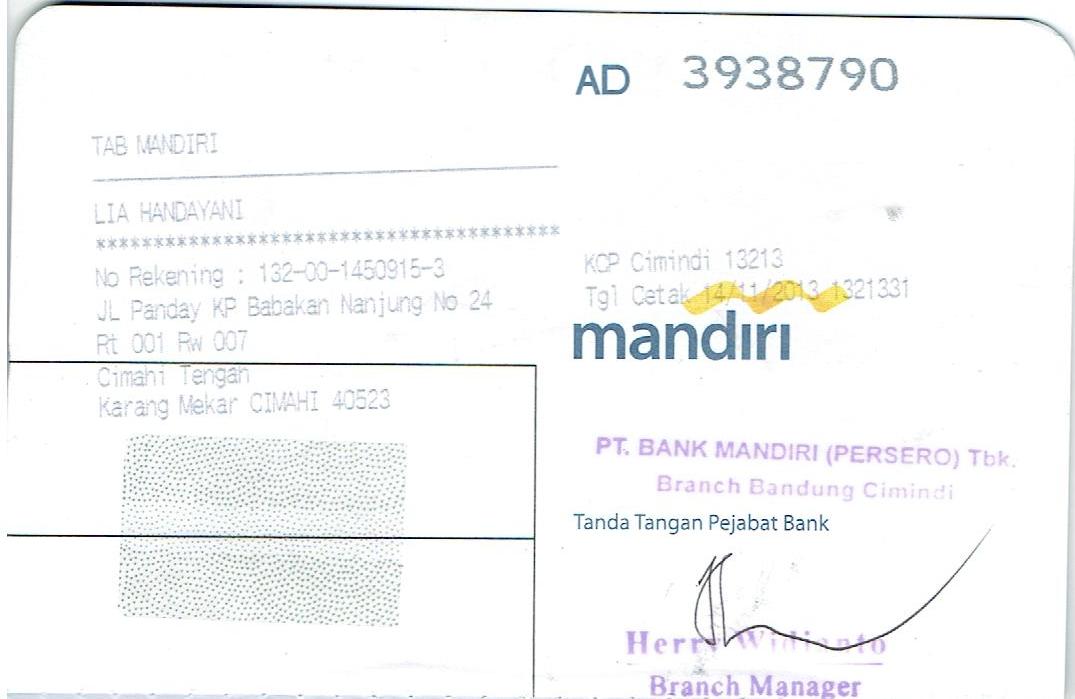 AD 3938790
TAB MANDIRI
LIA HANDAYANI
****************************************
No Rekening : 132-00-1450915-3
JL Panday KP Babakan Nanjung No 24
Rt 001 Rw 007
Cimahi Tengah
Karang Mekar CIMAHI 40523
KCP Cimindi 13213
Tgl Cetak 14/11/2013 1321331
mandiri
PT. BANK MANDIRI (PERSERO) Tbk.
Branch Bandung Cimindi
Tanda Tangan Pejabat Bank
Herry Widianto
Branch Manager